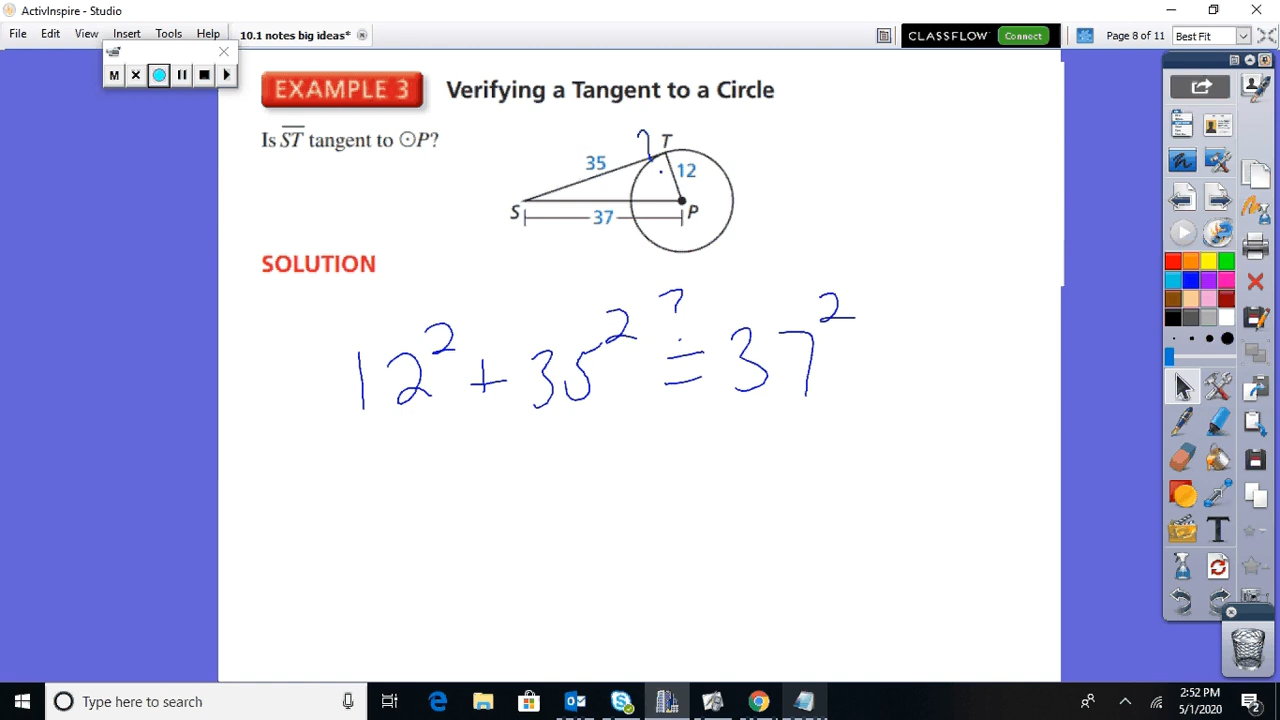 ActivInspire - Studio
File Edit View Insert Tools Help 10.1 notes big ideas* CLASSFLOW Connect Page 8 of 11 Best Fit
M
EXAMPLE 3 Verifying a Tangent to a Circle
Is ST tangent to ⊙P?
? T
35 12
S P
37
SOLUTION
12² + 35² ?= 37²
T
Type here to search
2:52 PM
5/1/2020
2